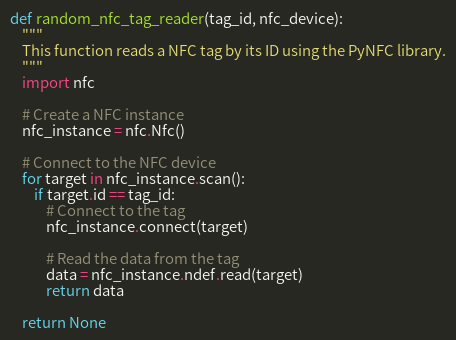 def random_nfc_tag_reader(tag_id, nfc_device):
"""
This function reads a NFC tag by its ID using the PyNFC library.
"""
import nfc
# Create a NFC instance
nfc_instance = nfc.Nfc()
# Connect to the NFC device
for target in nfc_instance.scan():
if target.id == tag_id:
# Connect to the tag
nfc_instance.connect(target)
# Read the data from the tag
data = nfc_instance.ndef.read(target)
return data
return None